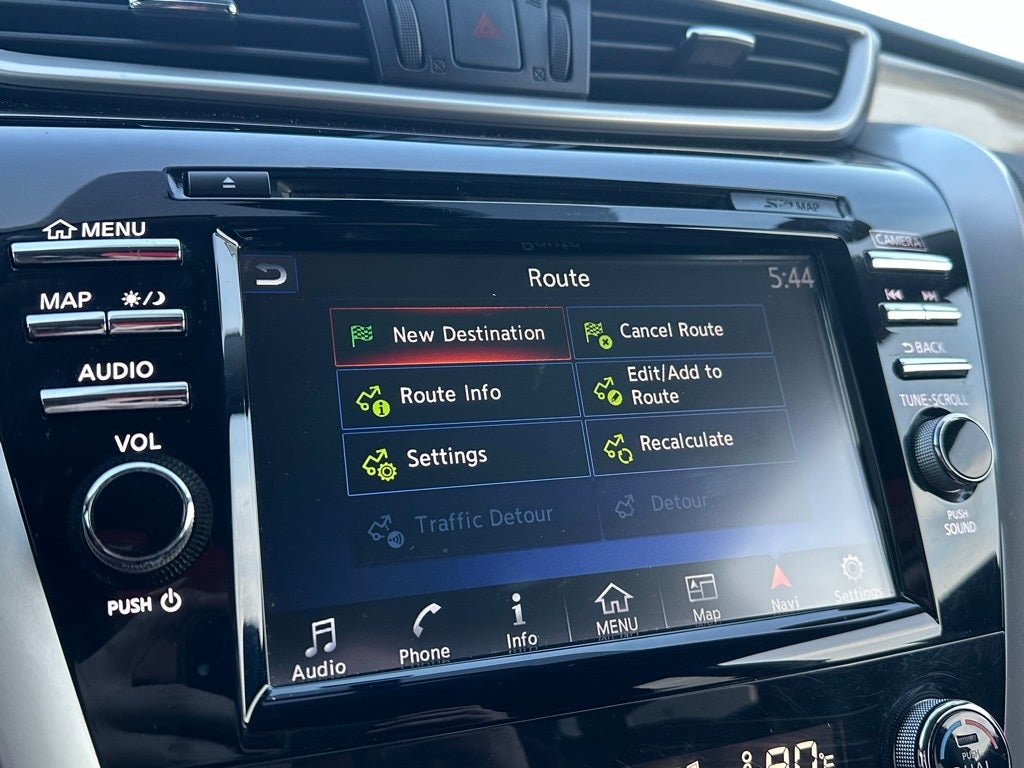 SD MAP
MENU
CAMERA
Route
5:44
MAP
New Destination
Cancel Route
Route Info
Edit/Add to
Route
BACK
AUDIO
Settings
Recalculate
TUNE·SCROLL
VOL
Traffic Detour
Detour
PUSH
SOUND
PUSH
Audio
Phone
Info
MENU
Map
Navi
Settings
80°F
PUSH